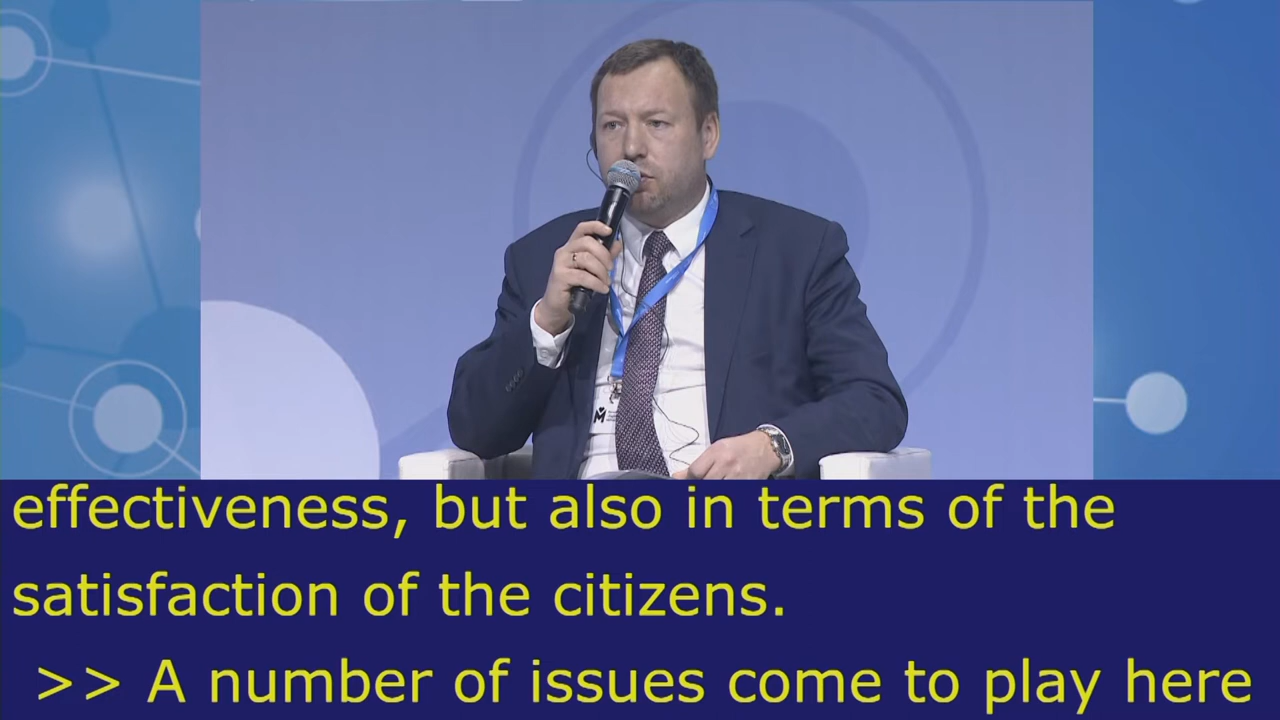 effectiveness, but also in terms of the
satisfaction of the citizens.
>> A number of issues come to play here